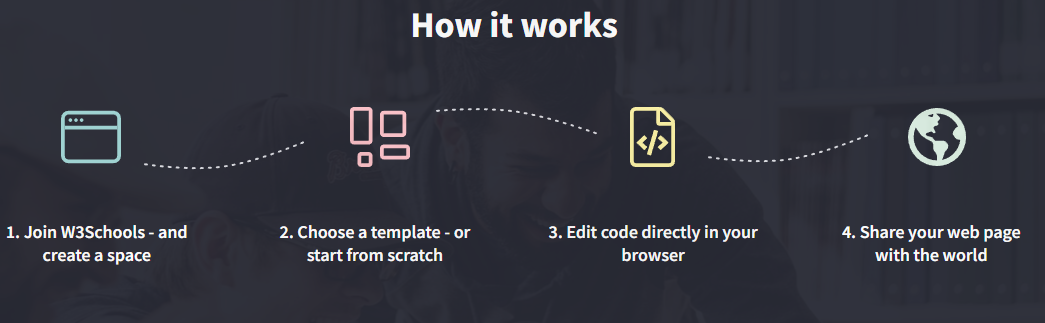 How it works
1. Join W3Schools - and
create a space
2. Choose a template - or
start from scratch
3. Edit code directly in your
browser
4. Share your web page
with the world